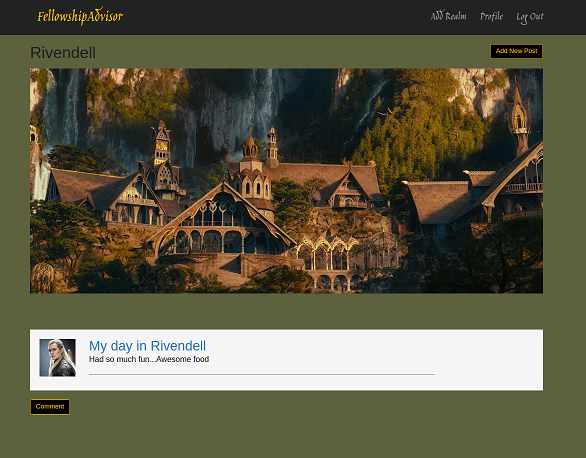 FellowshipAdvisor
Add Realm Profile Log Out
Rivendell
Add New Post
My day in Rivendell
Had so much fun...Awesome food
Comment